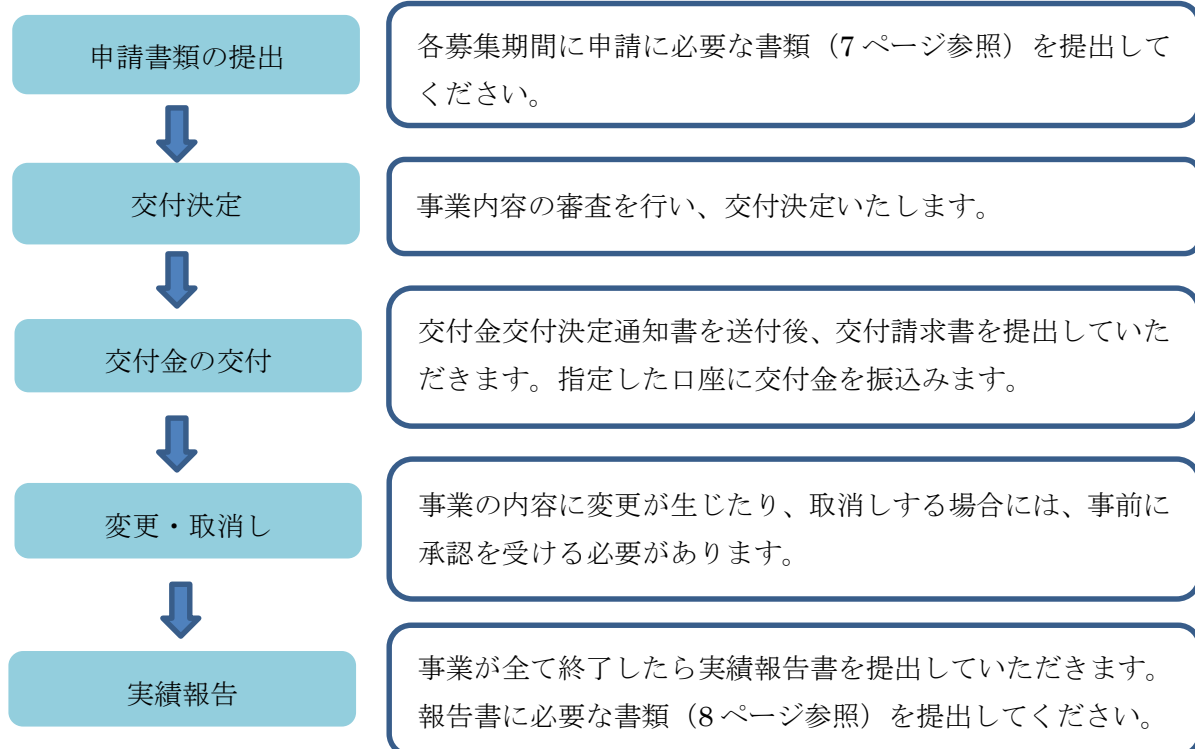 申請書類の提出
各募集期間に申請に必要な書類（7 ページ参照）を提出して
ください。
交付決定
事業内容の審査を行い、交付決定いたします。
交付金の交付
交付金交付決定通知書を送付後、交付請求書を提出していた
だきます。指定した口座に交付金を振込みます。
変更・取消し
事業の内容に変更が生じたり、取消しする場合には、事前に
承認を受ける必要があります。
実績報告
事業が全て終了したら実績報告書を提出していただきます。
報告書に必要な書類（8 ページ参照）を提出してください。